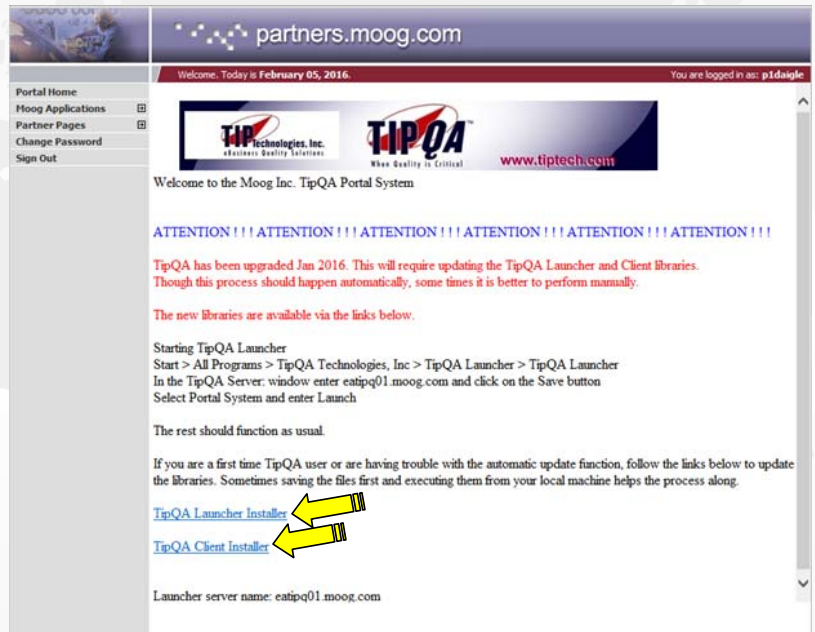 partners.moog.com
Welcome. Today is February 05, 2016.
You are logged in as: p1daigle
Portal Home
Moog Applications
Partner Pages
Change Password
Sign Out
TIP Technologies, Inc.
eBusiness Quality Solutions
TIP QA™
When Quality is Critical
www.tiptech.com
Welcome to the Moog Inc. TipQA Portal System
ATTENTION ! ! ! ATTENTION ! ! ! ATTENTION ! ! ! ATTENTION ! ! ! ATTENTION ! ! ! ATTENTION ! ! !
TipQA has been upgraded Jan 2016. This will require updating the TipQA Launcher and Client libraries.
Though this process should happen automatically, some times it is better to perform manually.
The new libraries are available via the links below.
Starting TipQA Launcher
Start > All Programs > TipQA Technologies, Inc > TipQA Launcher > TipQA Launcher
In the TipQA Server: window enter eatipq01.moog.com and click on the Save button
Select Portal System and enter Launch
The rest should function as usual.
If you are a first time TipQA user or are having trouble with the automatic update function, follow the links below to update
the libraries. Sometimes saving the files first and executing them from your local machine helps the process along.
TipQA Launcher Installer
TipQA Client Installer
Launcher server name: eatipq01.moog.com